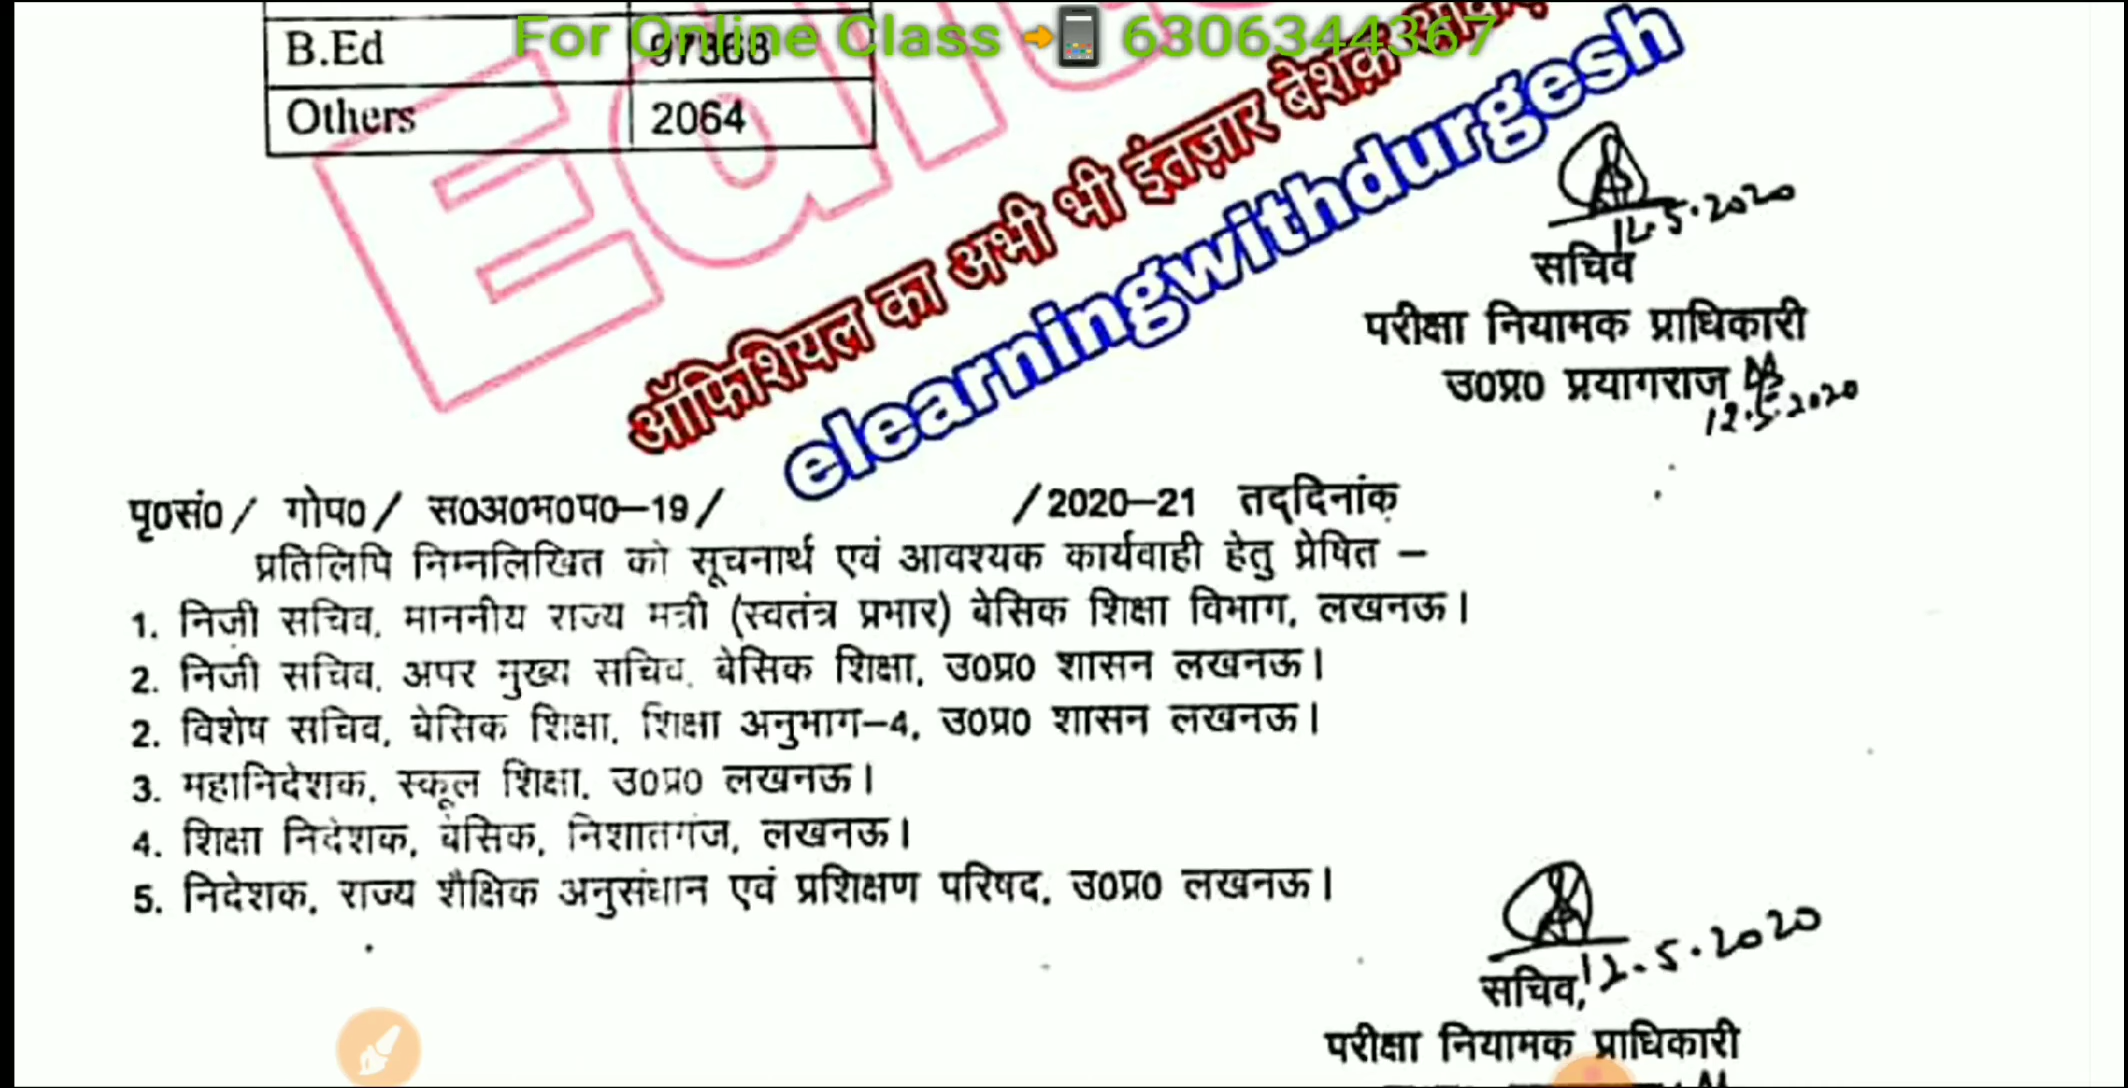 For Online Class 6306344367
B.Ed
Others 2064
ऑफिशियल का अभी भी इंतज़ार बेशक़
elearningwithdurgesh
12.5.2020
सचिव
परीक्षा नियामक प्राधिकारी
उ0प्र0 प्रयागराज
12.5.2020
पृ0सं0/ गोप0/ स0अ0भ0प0–19/ /2020–21 तद्दिनांक
प्रतिलिपि निम्नलिखित को सूचनार्थ एवं आवश्यक कार्यवाही हेतु प्रेषित –
1. निजी सचिव, माननीय राज्य मंत्री (स्वतंत्र प्रभार) बेसिक शिक्षा विभाग, लखनऊ।
2. निजी सचिव, अपर मुख्य सचिव, बेसिक शिक्षा, उ0प्र0 शासन लखनऊ।
2. विशेष सचिव, बेसिक शिक्षा, शिक्षा अनुभाग–4, उ0प्र0 शासन लखनऊ।
3. महानिदेशक, स्कूल शिक्षा, उ0प्र0 लखनऊ।
4. शिक्षा निदेशक, बेसिक, निशातगंज, लखनऊ।
5. निदेशक, राज्य शैक्षिक अनुसंधान एवं प्रशिक्षण परिषद, उ0प्र0 लखनऊ।
12.5.2020
सचिव,
परीक्षा नियामक प्राधिकारी